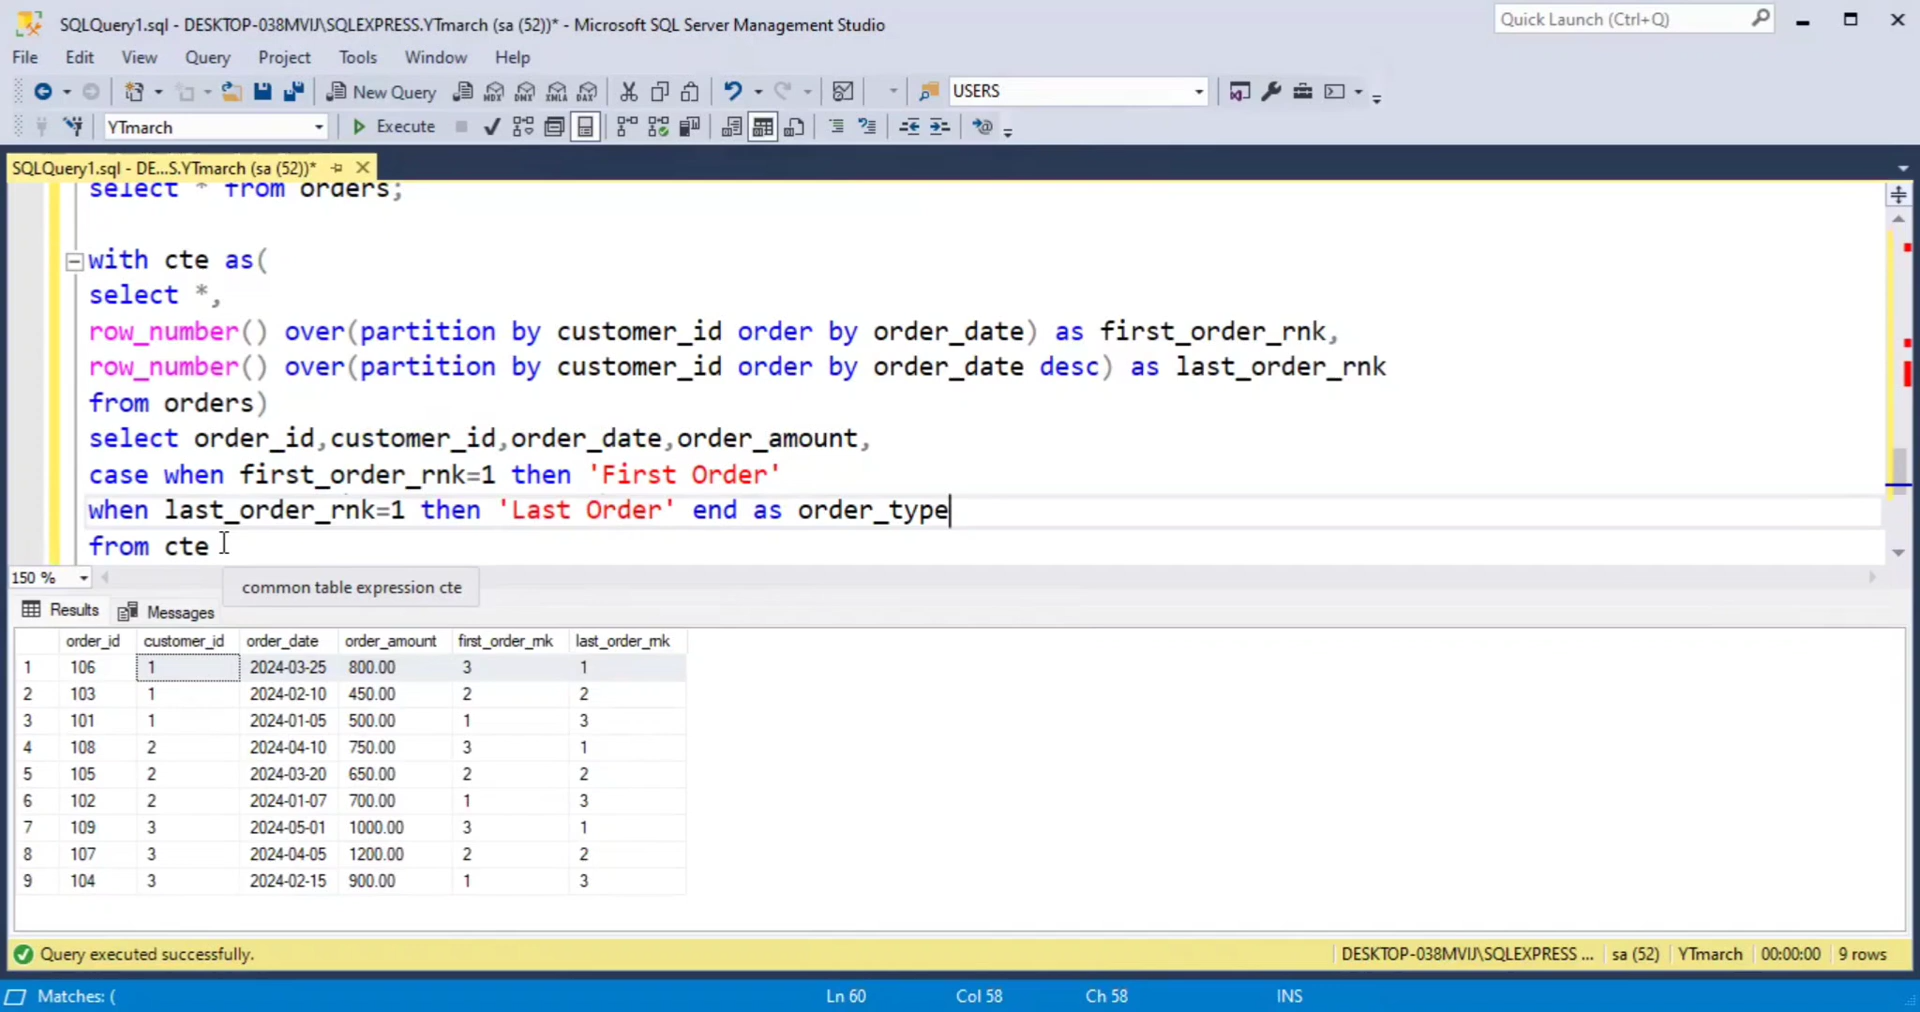 SQLQuery1.sql - DESKTOP-038MVIJ\SQLEXPRESS.YTmarch (sa (52))* - Microsoft SQL Server Management Studio
Quick Launch (Ctrl+Q)
File Edit View Query Project Tools Window Help
New Query MDX DMX XMLA DAX USERS
YTmarch Execute
SQLQuery1.sql - DE...S.YTmarch (sa (52))*
select * from orders;
with cte as(
select *,
row_number() over(partition by customer_id order by order_date) as first_order_rnk,
row_number() over(partition by customer_id order by order_date desc) as last_order_rnk
from orders)
select order_id,customer_id,order_date,order_amount,
case when first_order_rnk=1 then 'First Order'
when last_order_rnk=1 then 'Last Order' end as order_type
from cte
150 %
common table expression cte
Results Messages
order_id customer_id order_date order_amount first_order_rnk last_order_rnk
1 106 1 2024-03-25 800.00 3 1
2 103 1 2024-02-10 450.00 2 2
3 101 1 2024-01-05 500.00 1 3
4 108 2 2024-04-10 750.00 3 1
5 105 2 2024-03-20 650.00 2 2
6 102 2 2024-01-07 700.00 1 3
7 109 3 2024-05-01 1000.00 3 1
8 107 3 2024-04-05 1200.00 2 2
9 104 3 2024-02-15 900.00 1 3
Query executed successfully.
DESKTOP-038MVIJ\SQLEXPRESS ... sa (52) YTmarch 00:00:00 9 rows
Matches: ( Ln 60 Col 58 Ch 58 INS